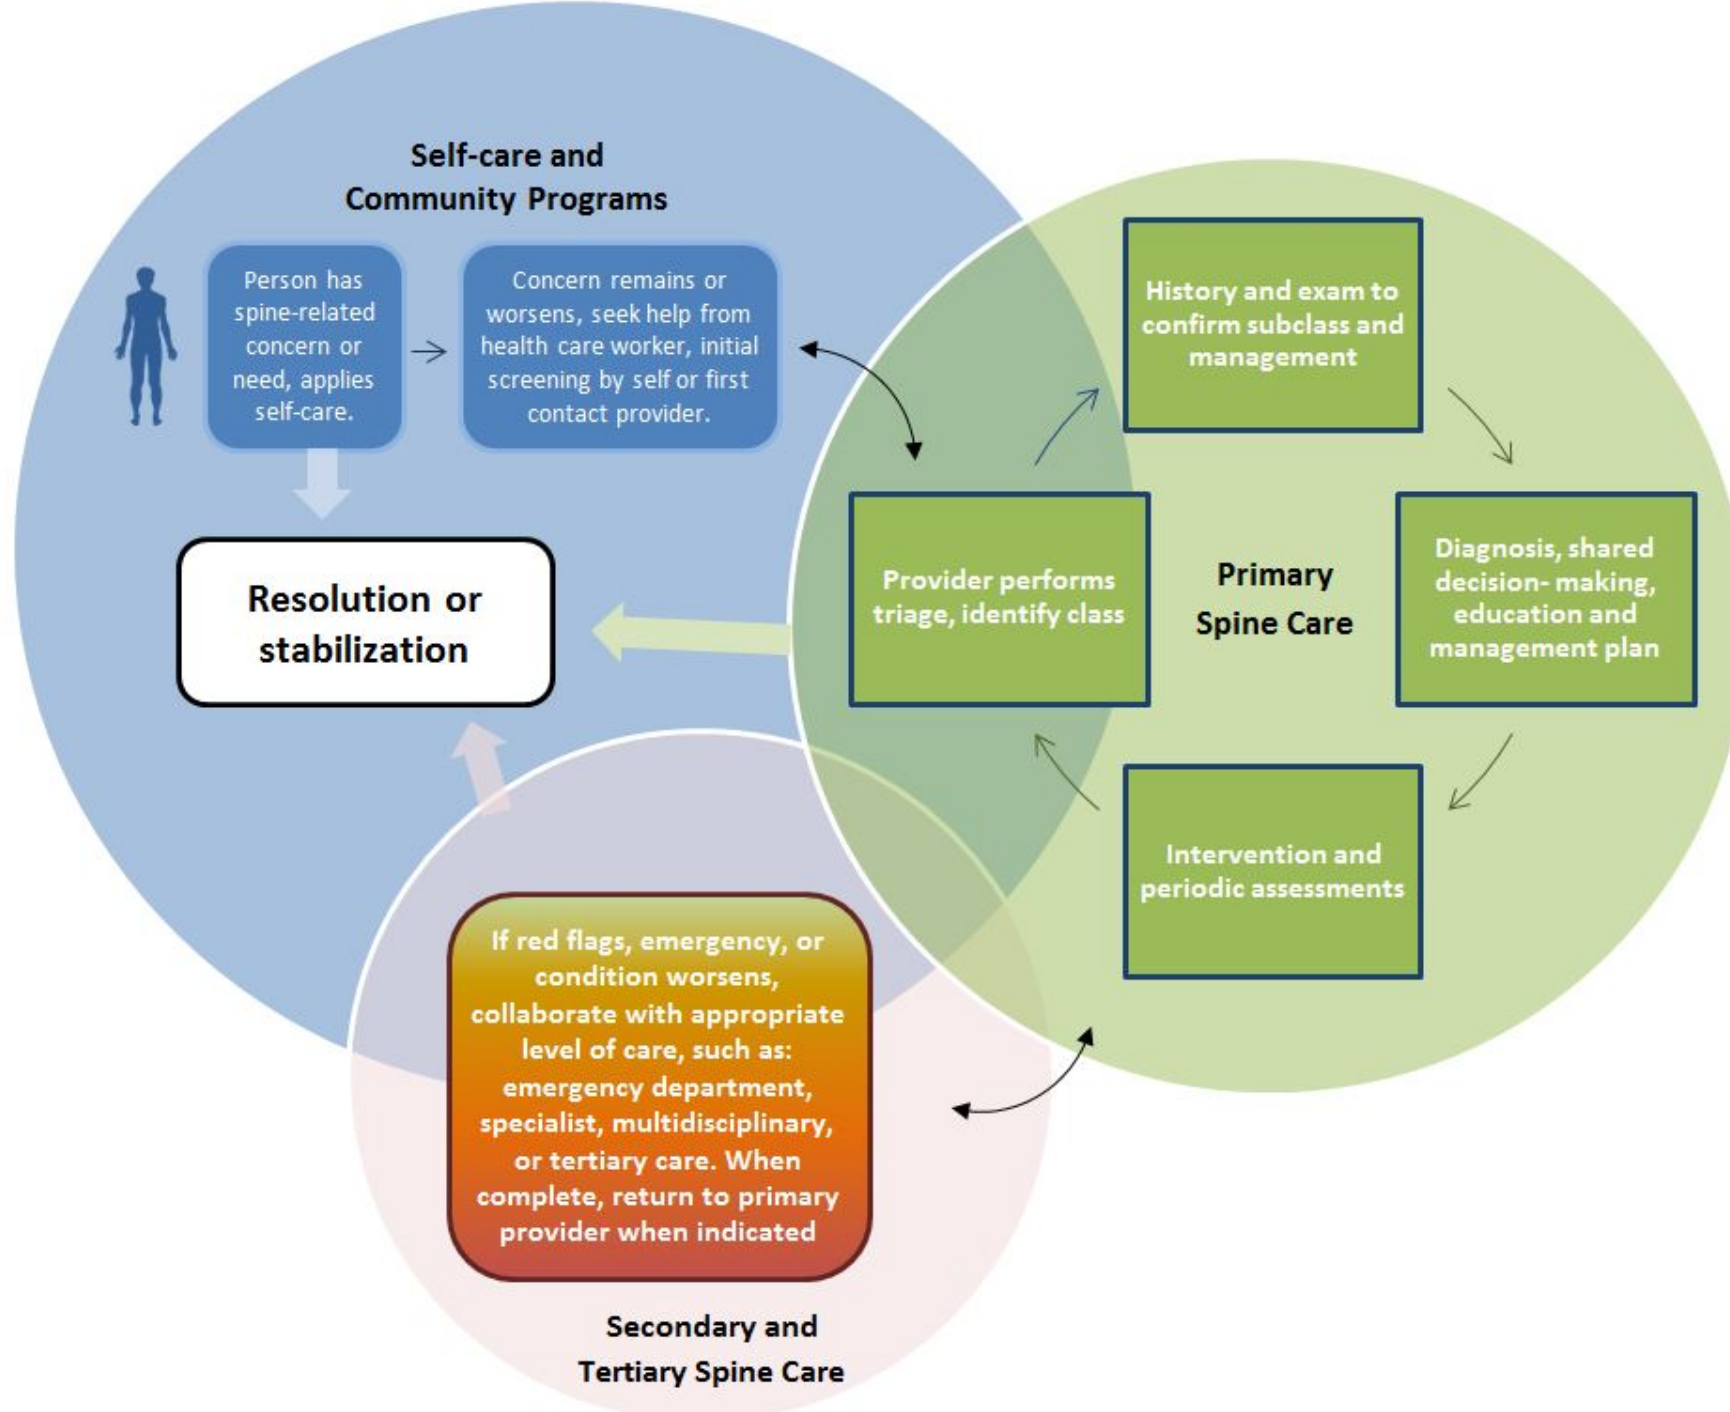 Self-care and
Community Programs
Person has
spine-related
concern or
need, applies
self-care.
Concern remains or
worsens, seek help from
health care worker, initial
screening by self or first
contact provider.
Resolution or
stabilization
History and exam to
confirm subclass and
management
Provider performs
triage, identify class
Primary
Spine Care
Diagnosis, shared
decision- making,
education and
management plan
Intervention and
periodic assessments
If red flags, emergency, or
condition worsens,
collaborate with appropriate
level of care, such as:
emergency department,
specialist, multidisciplinary,
or tertiary care. When
complete, return to primary
provider when indicated
Secondary and
Tertiary Spine Care